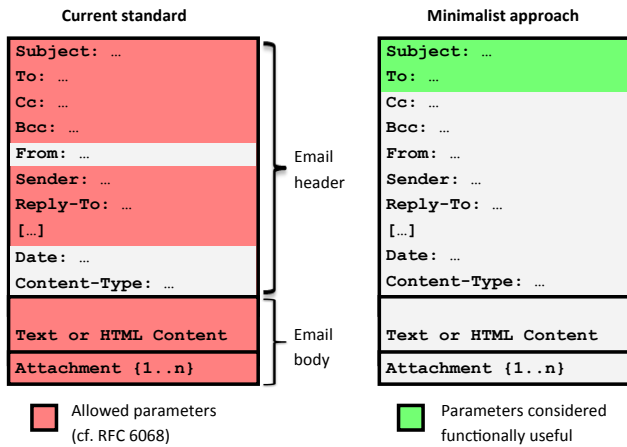 Current standard
Subject: …
To: …
Cc: …
Bcc: …
From: …
Sender: …
Reply-To: …
[…]
Date: …
Content-Type: …
Text or HTML Content
Attachment {1..n}
Email
header
Email
body
Allowed parameters
(cf. RFC 6068)
Minimalist approach
Subject: …
To: …
Cc: …
Bcc: …
From: …
Sender: …
Reply-To: …
[…]
Date: …
Content-Type: …
Text or HTML Content
Attachment {1..n}
Parameters considered
functionally useful